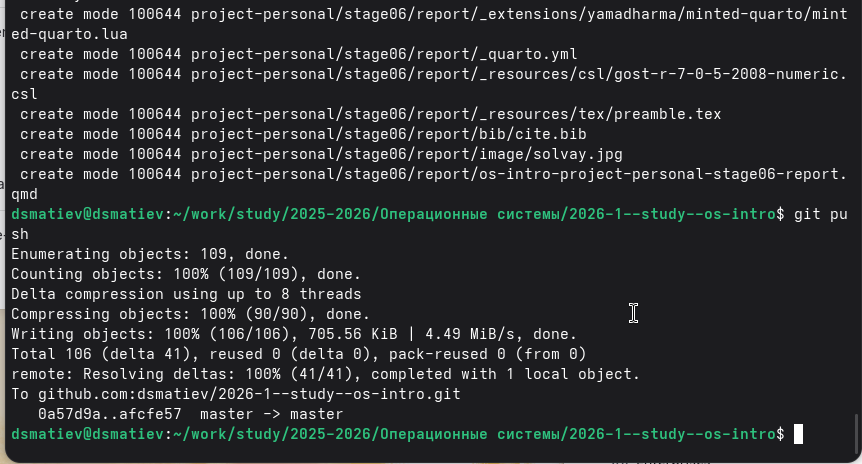 create mode 100644 project-personal/stage06/report/_extensions/yamadharma/minted-quarto/mint
ed-quarto.lua
create mode 100644 project-personal/stage06/report/_quarto.yml
create mode 100644 project-personal/stage06/report/_resources/csl/gost-r-7-0-5-2008-numeric.
csl
create mode 100644 project-personal/stage06/report/_resources/tex/preamble.tex
create mode 100644 project-personal/stage06/report/bib/cite.bib
create mode 100644 project-personal/stage06/report/image/solvay.jpg
create mode 100644 project-personal/stage06/report/os-intro-project-personal-stage06-report.
qmd
dsmatiev@dsmatiev:~/work/study/2025-2026/Операционные системы/2026-1--study--os-intro$ git pu
sh
Enumerating objects: 109, done.
Counting objects: 100% (109/109), done.
Delta compression using up to 8 threads
Compressing objects: 100% (90/90), done.
Writing objects: 100% (106/106), 705.56 KiB | 4.49 MiB/s, done.
Total 106 (delta 41), reused 0 (delta 0), pack-reused 0 (from 0)
remote: Resolving deltas: 100% (41/41), completed with 1 local object.
To github.com:dsmatiev/2026-1--study--os-intro.git
0a57d9a..afcfe57  master -> master
dsmatiev@dsmatiev:~/work/study/2025-2026/Операционные системы/2026-1--study--os-intro$